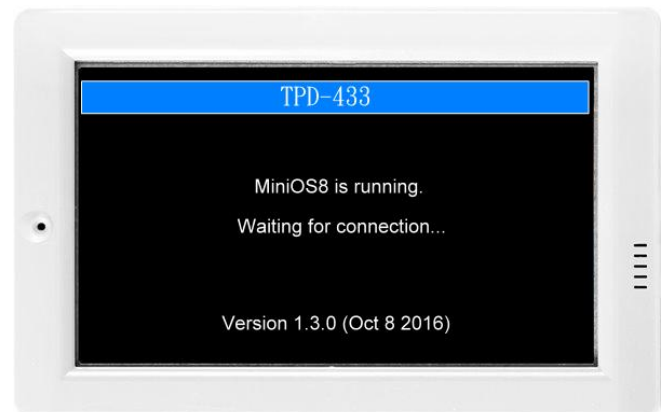 TPD-433
MiniOS8 is running.
Waiting for connection...
Version 1.3.0 (Oct 8 2016)